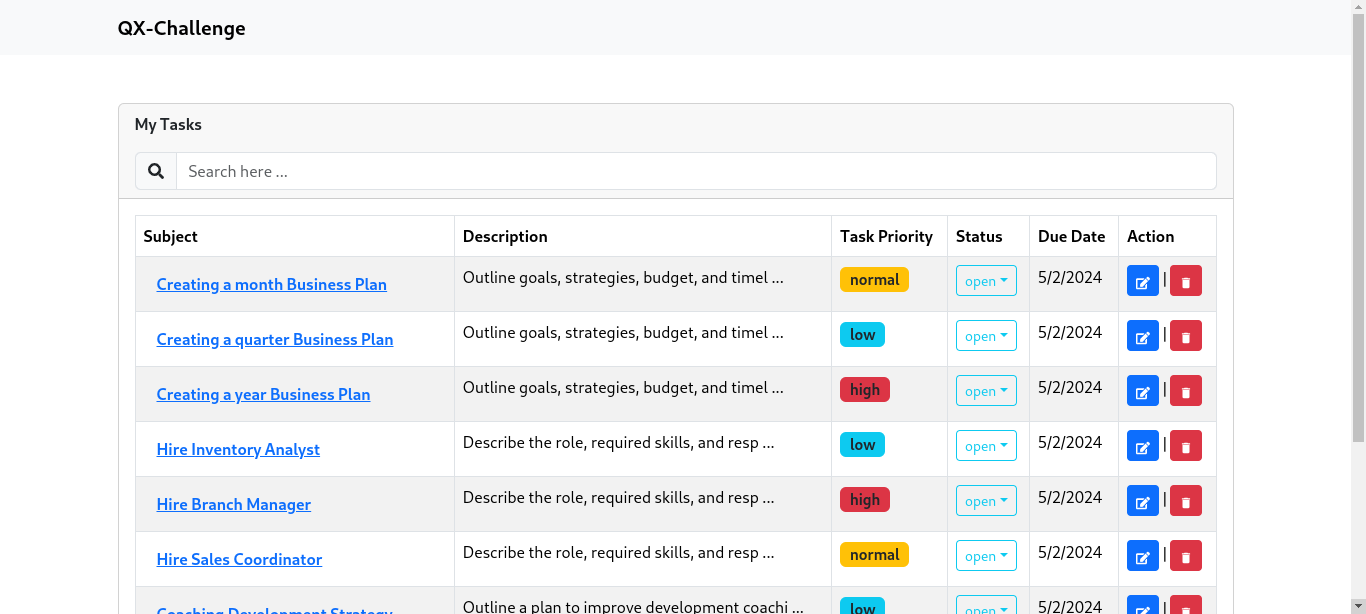 QX-Challenge
My Tasks
Search here ...
Subject Description Task Priority Status Due Date Action
Creating a month Business Plan Outline goals, strategies, budget, and timel ... normal open 5/2/2024 |
Creating a quarter Business Plan Outline goals, strategies, budget, and timel ... low open 5/2/2024 |
Creating a year Business Plan Outline goals, strategies, budget, and timel ... high open 5/2/2024 |
Hire Inventory Analyst Describe the role, required skills, and resp ... low open 5/2/2024 |
Hire Branch Manager Describe the role, required skills, and resp ... high open 5/2/2024 |
Hire Sales Coordinator Describe the role, required skills, and resp ... normal open 5/2/2024 |
Coaching Development Strategy Outline a plan to improve development coachi ... low open 5/2/2024 |